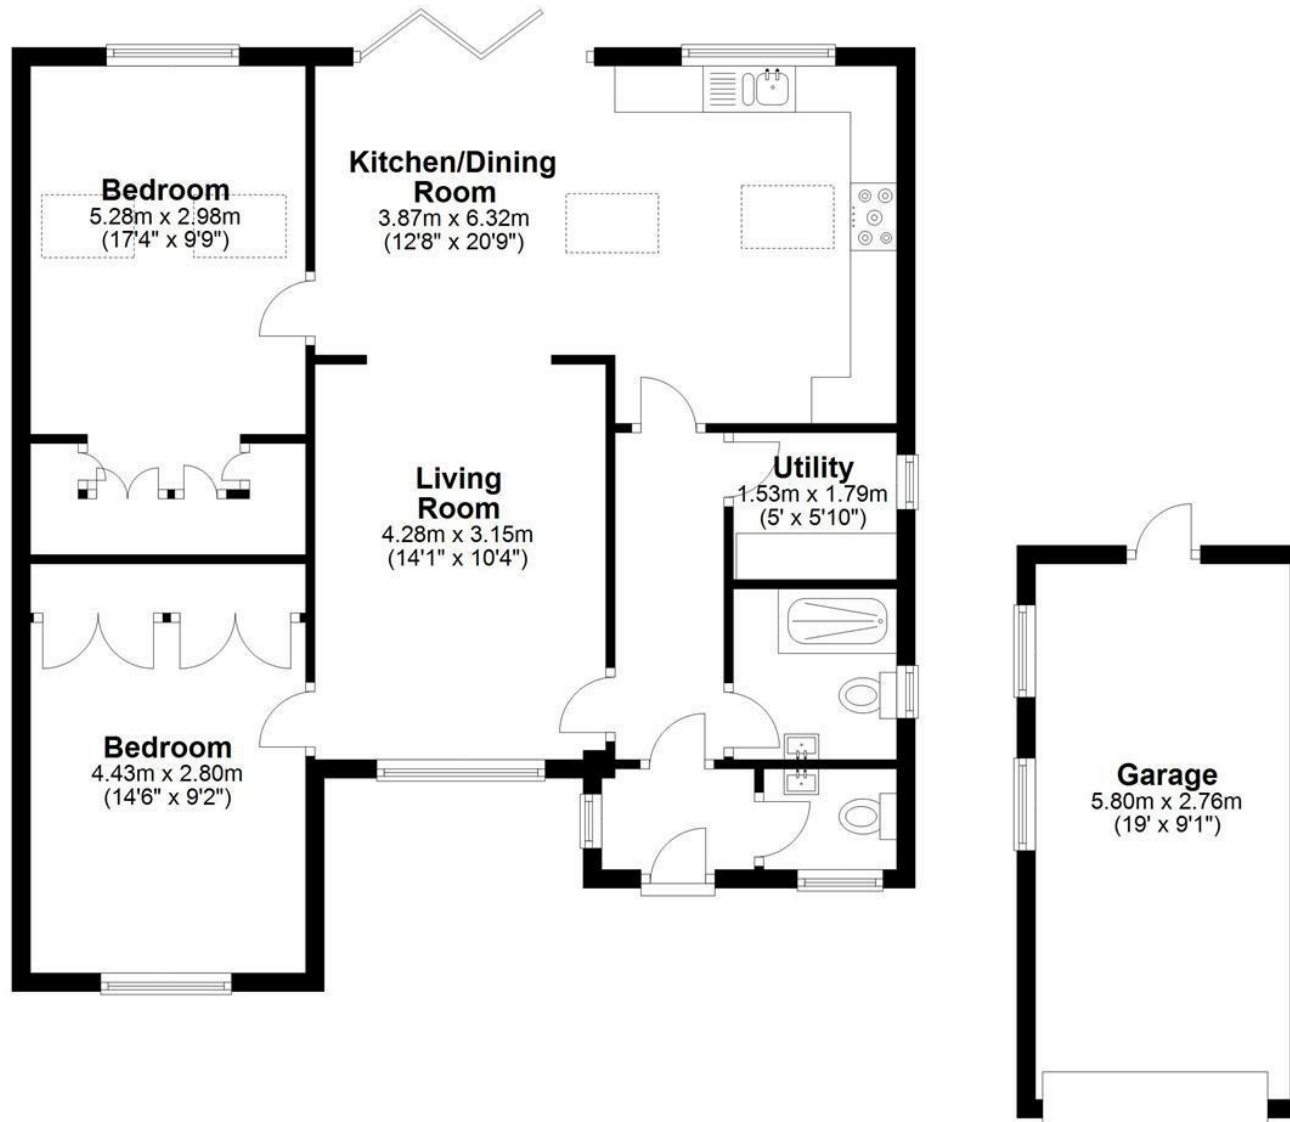 Bedroom
5.28m x 2.98m
(17'4" x 9'9")
Kitchen/Dining
Room
3.87m x 6.32m
(12'8" x 20'9")
Living
Room
4.28m x 3.15m
(14'1" x 10'4")
Utility
1.53m x 1.79m
(5' x 5'10")
Bedroom
4.43m x 2.80m
(14'6" x 9'2")
Garage
5.80m x 2.76m
(19' x 9'1")